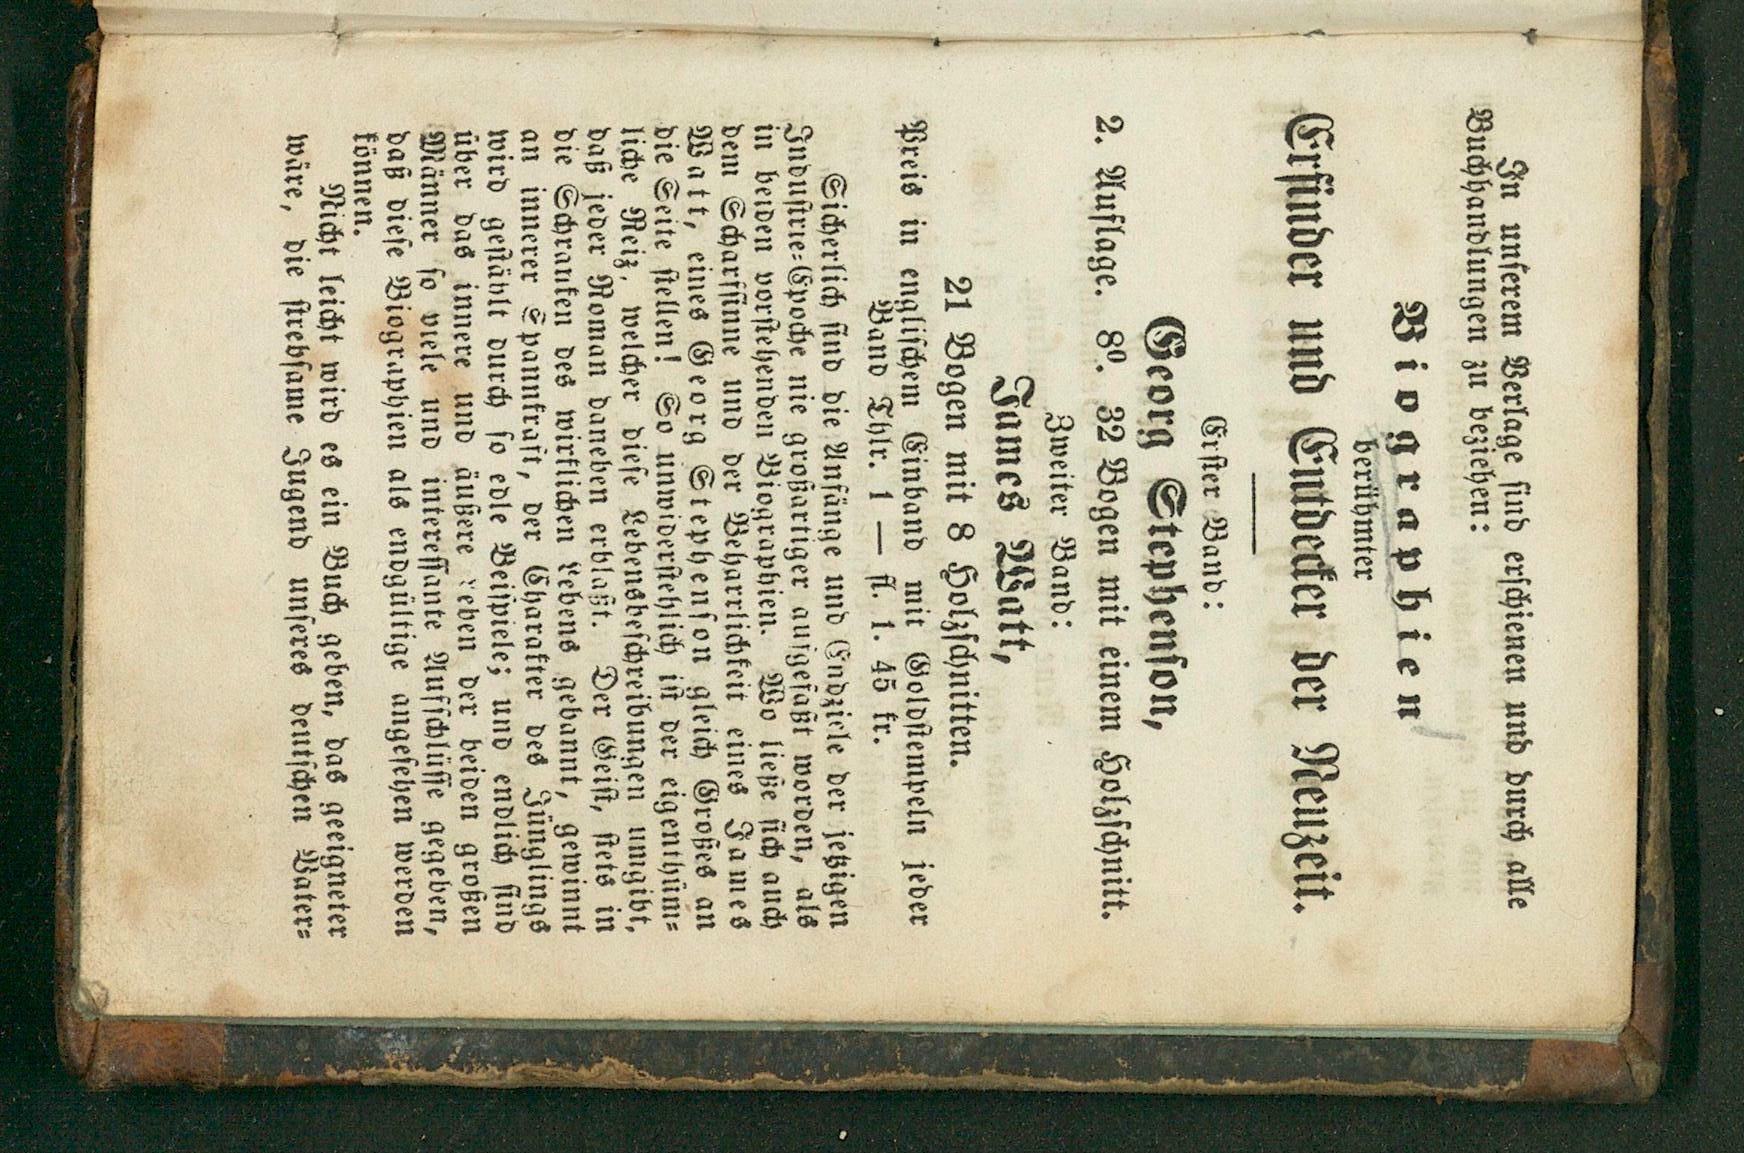 In unserem Verlage sind erschienen und durch alle
Buchhandlungen zu beziehen:
Biographien
berühmter
Erfinder und Entdecker der Neuzeit.
Erster Band:
Georg Stephenson,
2. Auflage. 8⁰. 32 Bogen mit einem Holzschnitt.
Zweiter Band:
James Watt,
21 Bogen mit 8 Holzschnitten.
Preis in englischem Einband mit Goldstempeln jeder
Band Thlr. 1 — fl. 1. 45 kr.
Sicherlich sind die Anfänge und Endziele der jetzigen
Industrie-Epoche nie großartiger aufgefaßt worden, als
in beiden vorstehenden Biographien. Wo ließe sich auch
dem Scharfsinne und der Beharrlichkeit eines James
Watt, eines Georg Stephenson gleich Großes an
die Seite stellen! So unwiderstehlich ist der eigenthüm-
liche Reiz, welcher diese Lebensbeschreibungen umgibt,
daß jeder Roman daneben erblaßt. Der Geist, stets in
die Schranken des wirklichen Lebens gebannt, gewinnt
an innerer Spannkraft, der Charakter des Jünglings
wird gestählt durch so edle Beispiele; und endlich sind
über das innere und äußere Leben der beiden großen
Männer so viele und interessante Aufschlüsse gegeben,
daß diese Biographien als endgültige angesehen werden
können.
Nicht leicht wird es ein Buch geben, das geeigneter
wäre, die strebsame Jugend unseres deutschen Vater-